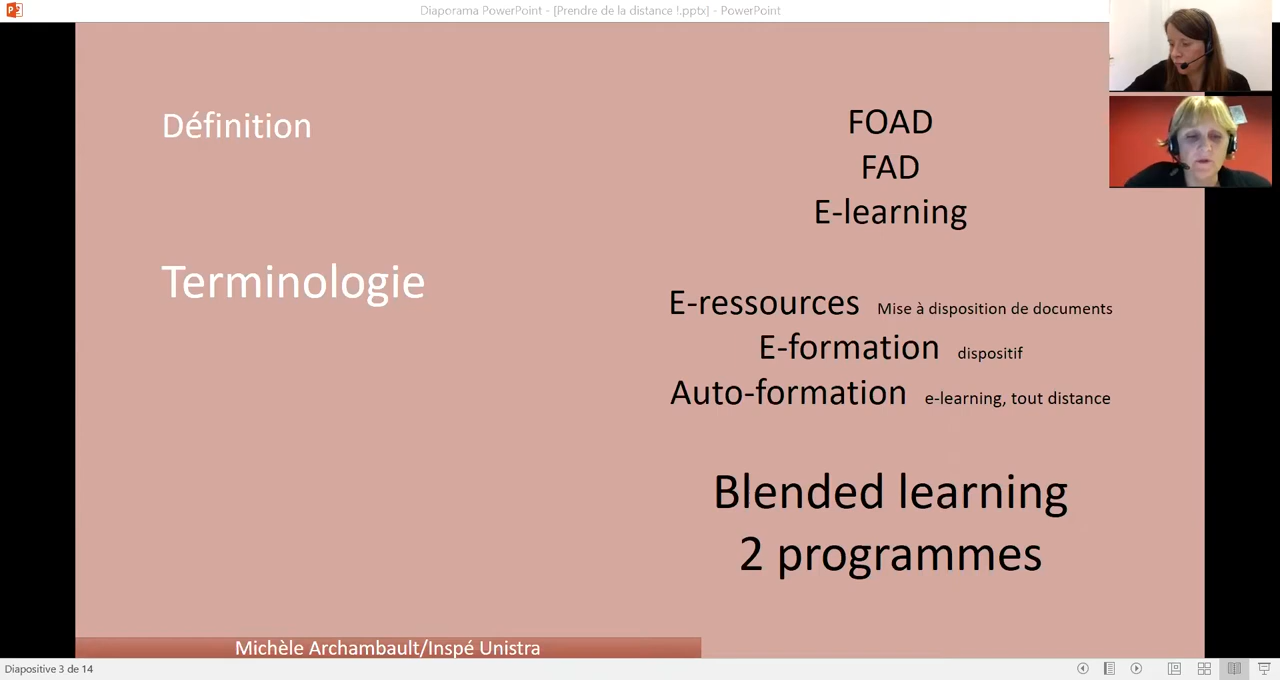 Diaporama PowerPoint - [Prendre de la distance !.pptx] - PowerPoint
Définition
Terminologie
FOAD
FAD
E-learning
E-ressources Mise à disposition de documents
E-formation dispositif
Auto-formation e-learning, tout distance
Blended learning
2 programmes
Michèle Archambault/Inspé Unistra
Diapositive 3 de 14